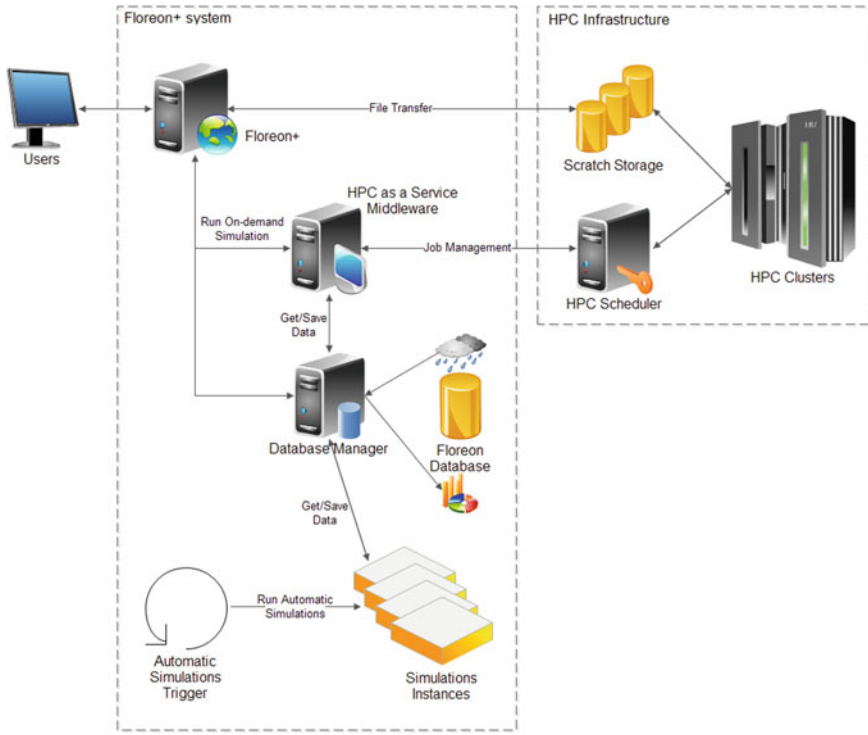 Floreon+ system
HPC Infrastructure
Users
Floreon+
File Transfer
Scratch Storage
HPC as a Service
Middleware
Run On-demand
Simulation
Job Management
HPC Scheduler
HPC Clusters
Get/Save
Data
Database Manager
Floreon
Database
Get/Save
Data
Run Automatic
Simulations
Automatic
Simulations
Trigger
Simulations
Instances